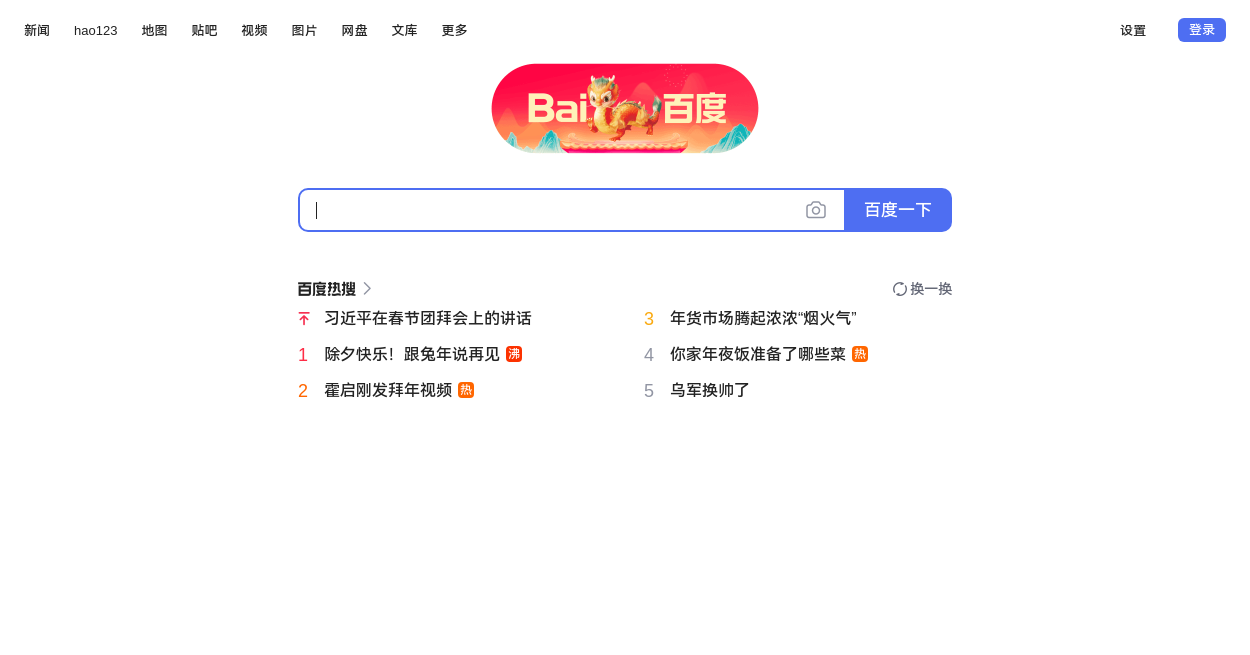 新闻 hao123 地图 贴吧 视频 图片 网盘 文库 更多 设置 登录
Bai 百度
百度一下
百度热搜 换一换
习近平在春节团拜会上的讲话
1 除夕快乐！跟兔年说再见 沸
2 霍启刚发拜年视频 热
3 年货市场腾起浓浓“烟火气”
4 你家年夜饭准备了哪些菜 热
5 乌军换帅了